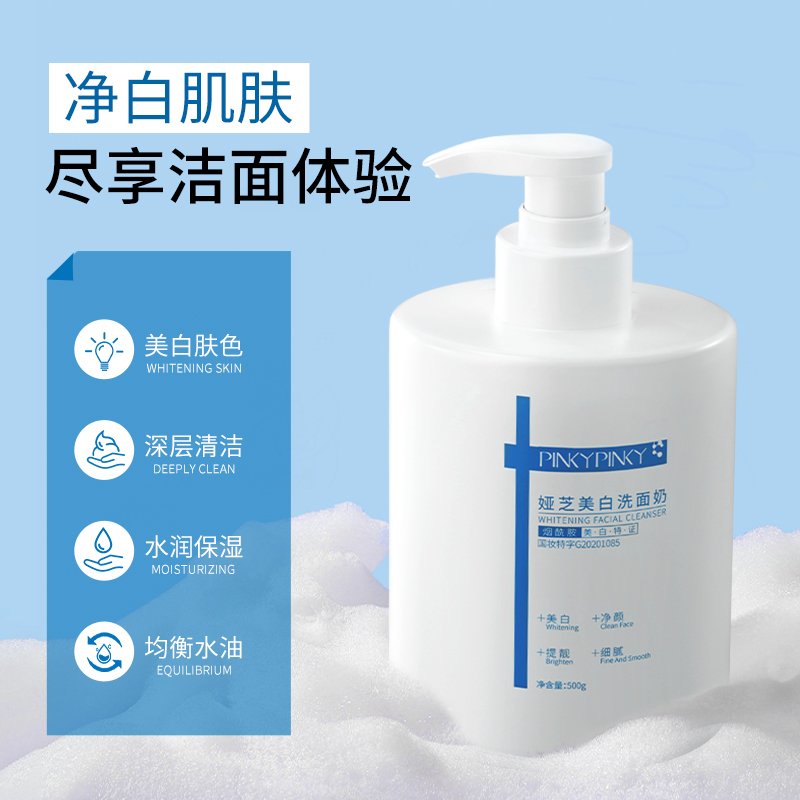 净白肌肤
尽享洁面体验
美白肤色
WHITENING SKIN
深层清洁
DEEPLY CLEAN
水润保湿
MOISTURIZING
均衡水油
EQUILIBRIUM
PINKYPINKY
娅芝美白洗面奶
WHITENING FACIAL CLEANSER
烟酰胺 美·白·特·证
国妆特字G20201085
+美白 +净颜
Whitening Clean Face
+提靓 +细腻
Brighten Fine And Smooth
净含量:500g